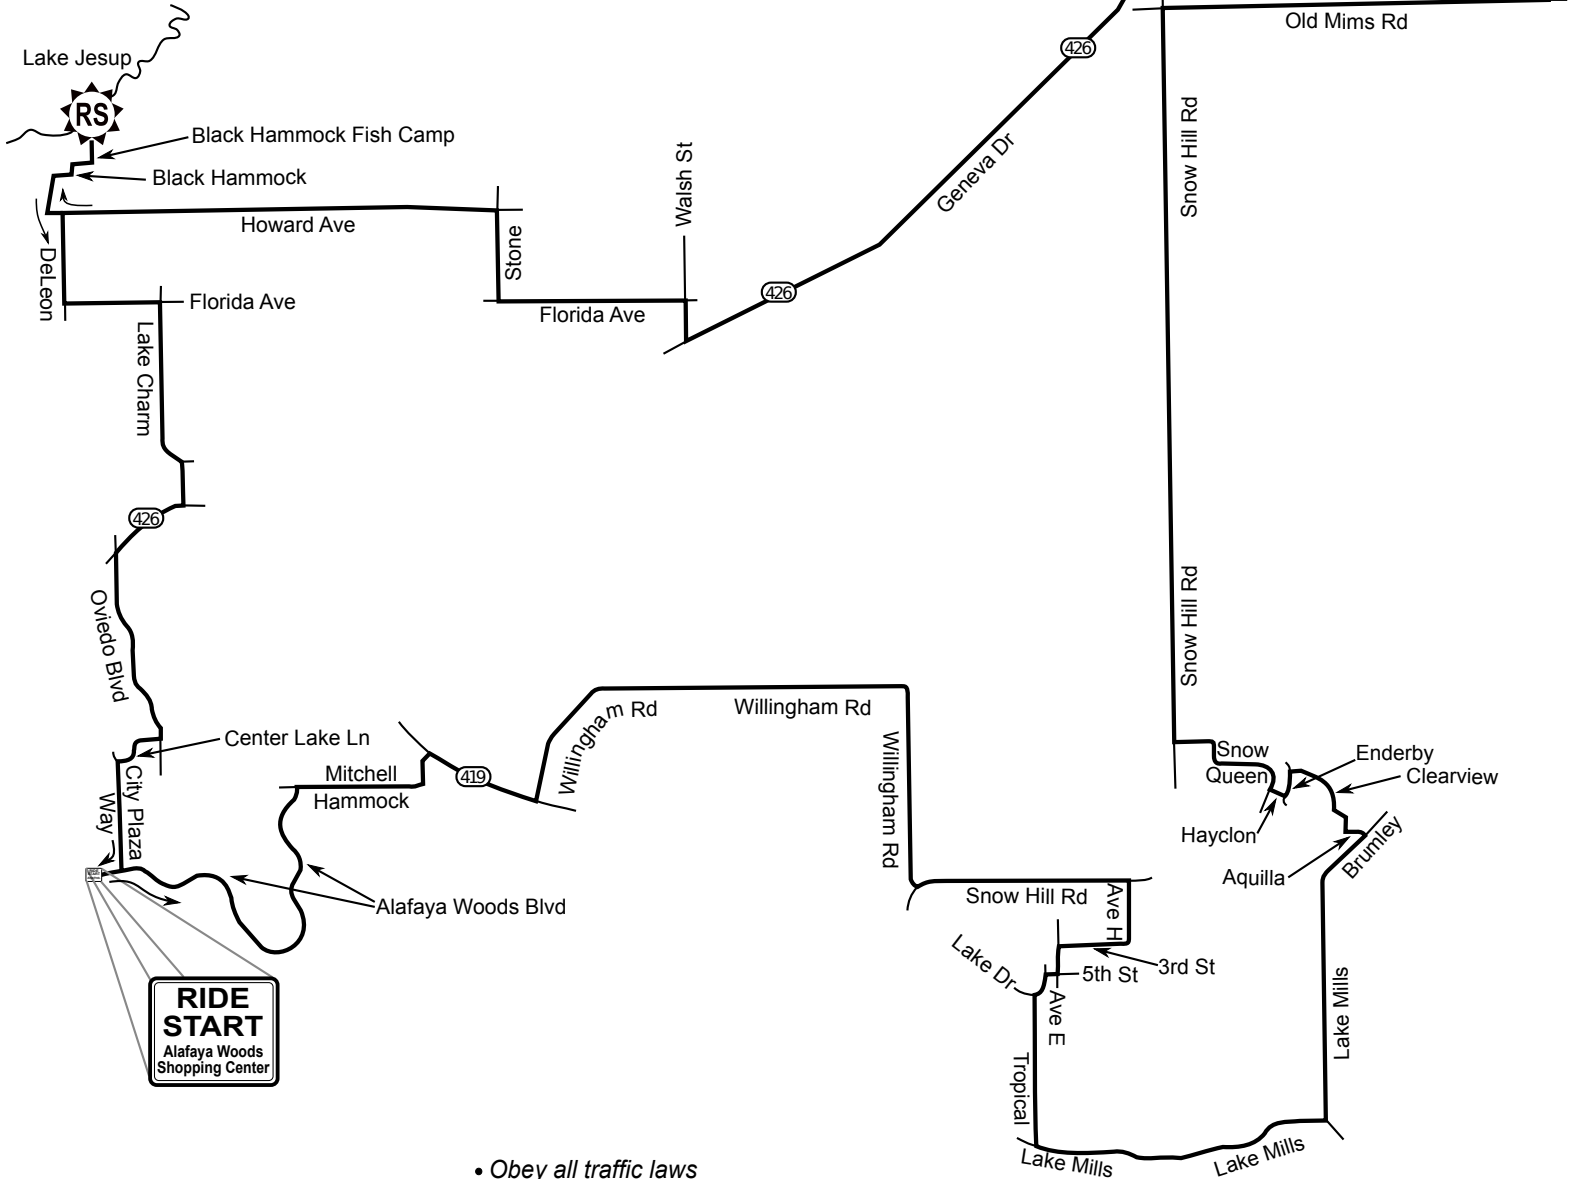 Old Mims Rd
426
Lake Jesup
RS
Black Hammock Fish Camp
Black Hammock
Howard Ave
DeLeon
Stone
Walsh St
Geneva Dr
Snow Hill Rd
426
Florida Ave
Florida Ave
Lake Charm
426
Oviedo Blvd
Snow Hill Rd
Center Lake Ln
City Plaza
Way
Mitchell
Hammock
419
Willingham Rd
Willingham Rd
Willingham Rd
Snow
Queen
Enderby
Clearview
Hayclon
Aquilla
Brumley
Alafaya Woods Blvd
Snow Hill Rd
Ave H
3rd St
5th St
Lake Dr
Ave E
Tropical
Lake Mills
Lake Mills
Lake Mills
RIDE
START
Alafaya Woods
Shopping Center
• Obey all traffic laws